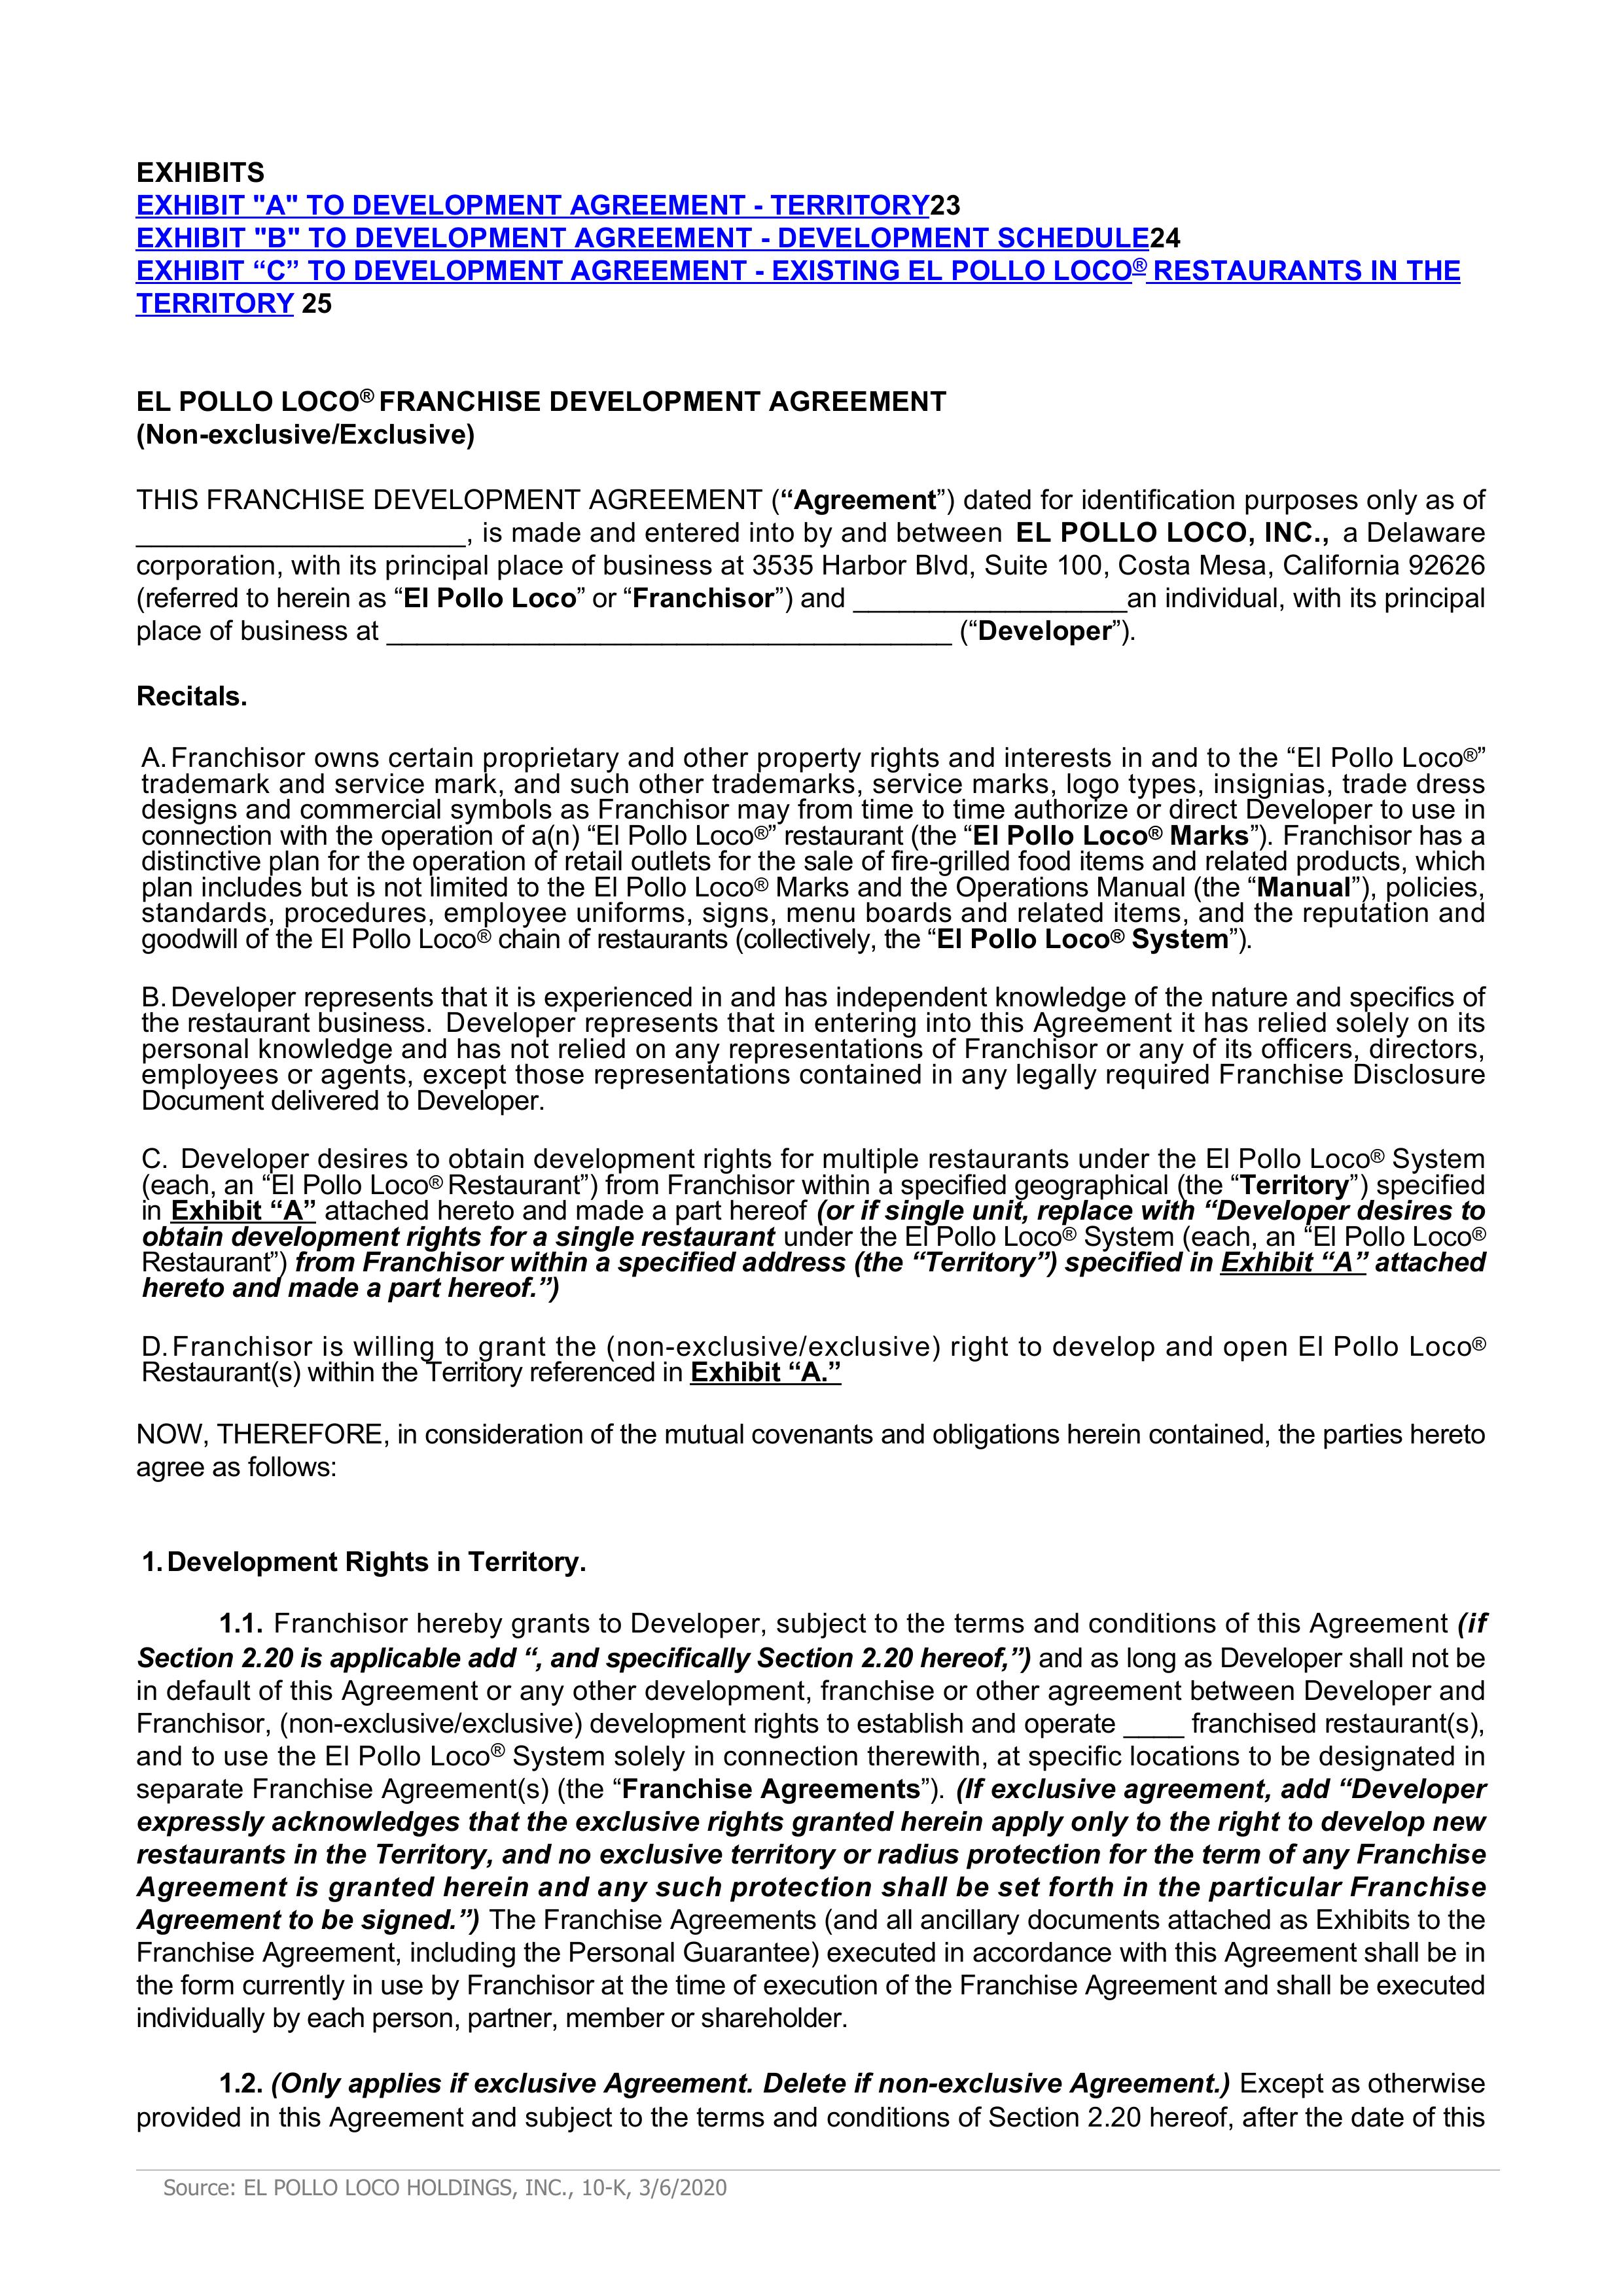 EXHIBITS
EXHIBIT "A" TO DEVELOPMENT AGREEMENT - TERRITORY23
EXHIBIT "B" TO DEVELOPMENT AGREEMENT - DEVELOPMENT SCHEDULE24
EXHIBIT “C” TO DEVELOPMENT AGREEMENT - EXISTING EL POLLO LOCO® RESTAURANTS IN THE
TERRITORY 25
EL POLLO LOCO® FRANCHISE DEVELOPMENT AGREEMENT
(Non-exclusive/Exclusive)
THIS FRANCHISE DEVELOPMENT AGREEMENT (“Agreement”) dated for identification purposes only as of
______________________, is made and entered into by and between EL POLLO LOCO, INC., a Delaware
corporation, with its principal place of business at 3535 Harbor Blvd, Suite 100, Costa Mesa, California 92626
(referred to herein as “El Pollo Loco” or “Franchisor”) and __________________an individual, with its principal
place of business at _____________________________________ (“Developer”).
Recitals.
A. Franchisor owns certain proprietary and other property rights and interests in and to the “El Pollo Loco®”
trademark and service mark, and such other trademarks, service marks, logo types, insignias, trade dress
designs and commercial symbols as Franchisor may from time to time authorize or direct Developer to use in
connection with the operation of a(n) “El Pollo Loco®” restaurant (the “El Pollo Loco® Marks”). Franchisor has a
distinctive plan for the operation of retail outlets for the sale of fire-grilled food items and related products, which
plan includes but is not limited to the El Pollo Loco® Marks and the Operations Manual (the “Manual”), policies,
standards, procedures, employee uniforms, signs, menu boards and related items, and the reputation and
goodwill of the El Pollo Loco® chain of restaurants (collectively, the “El Pollo Loco® System”).
B. Developer represents that it is experienced in and has independent knowledge of the nature and specifics of
the restaurant business. Developer represents that in entering into this Agreement it has relied solely on its
personal knowledge and has not relied on any representations of Franchisor or any of its officers, directors,
employees or agents, except those representations contained in any legally required Franchise Disclosure
Document delivered to Developer.
C. Developer desires to obtain development rights for multiple restaurants under the El Pollo Loco® System
(each, an “El Pollo Loco® Restaurant”) from Franchisor within a specified geographical (the “Territory”) specified
in Exhibit “A” attached hereto and made a part hereof (or if single unit, replace with “Developer desires to
obtain development rights for a single restaurant under the El Pollo Loco® System (each, an “El Pollo Loco®
Restaurant”) from Franchisor within a specified address (the “Territory”) specified in Exhibit “A” attached
hereto and made a part hereof.”)
D. Franchisor is willing to grant the (non-exclusive/exclusive) right to develop and open El Pollo Loco®
Restaurant(s) within the Territory referenced in Exhibit “A.”
NOW, THEREFORE, in consideration of the mutual covenants and obligations herein contained, the parties hereto
agree as follows:
1. Development Rights in Territory.
1.1. Franchisor hereby grants to Developer, subject to the terms and conditions of this Agreement (if
Section 2.20 is applicable add “, and specifically Section 2.20 hereof,”) and as long as Developer shall not be
in default of this Agreement or any other development, franchise or other agreement between Developer and
Franchisor, (non-exclusive/exclusive) development rights to establish and operate ____ franchised restaurant(s),
and to use the El Pollo Loco® System solely in connection therewith, at specific locations to be designated in
separate Franchise Agreement(s) (the “Franchise Agreements”). (If exclusive agreement, add “Developer
expressly acknowledges that the exclusive rights granted herein apply only to the right to develop new
restaurants in the Territory, and no exclusive territory or radius protection for the term of any Franchise
Agreement is granted herein and any such protection shall be set forth in the particular Franchise
Agreement to be signed.”) The Franchise Agreements (and all ancillary documents attached as Exhibits to the
Franchise Agreement, including the Personal Guarantee) executed in accordance with this Agreement shall be in
the form currently in use by Franchisor at the time of execution of the Franchise Agreement and shall be executed
individually by each person, partner, member or shareholder.
1.2. (Only applies if exclusive Agreement. Delete if non-exclusive Agreement.) Except as otherwise
provided in this Agreement and subject to the terms and conditions of Section 2.20 hereof, after the date of this
Source: EL POLLO LOCO HOLDINGS, INC., 10-K, 3/6/2020